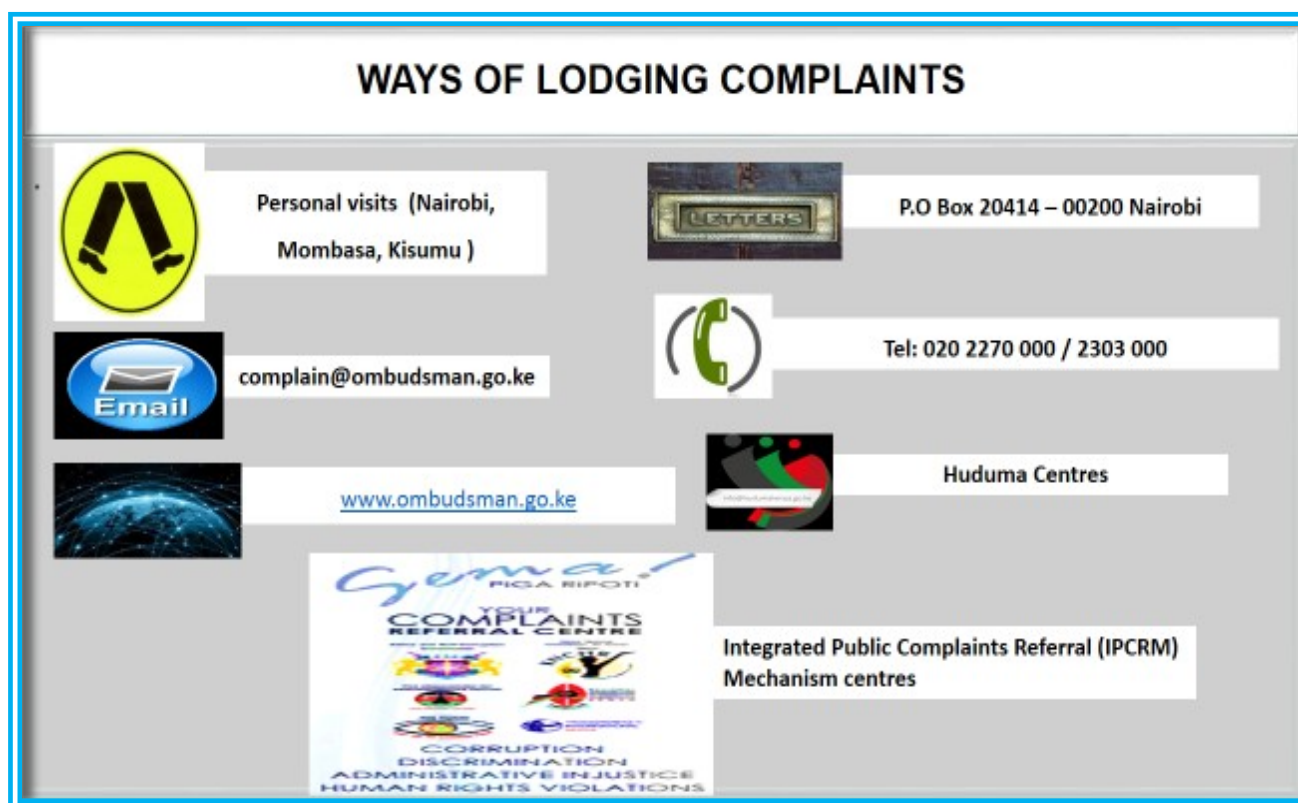 WAYS OF LODGING COMPLAINTS
Personal visits (Nairobi,
Mombasa, Kisumu )
LETTERS
P.O Box 20414 – 00200 Nairobi
Email
complain@ombudsman.go.ke
Tel: 020 2270 000 / 2303 000
www.ombudsman.go.ke
Huduma Centres
Gema!
PIGA RIPOTI
YOUR
COMPLAINTS
REFERRAL CENTRE
CORRUPTION
DISCRIMINATION
ADMINISTRATIVE INJUSTICE
HUMAN RIGHTS VIOLATIONS
Integrated Public Complaints Referral (IPCRM)
Mechanism centres